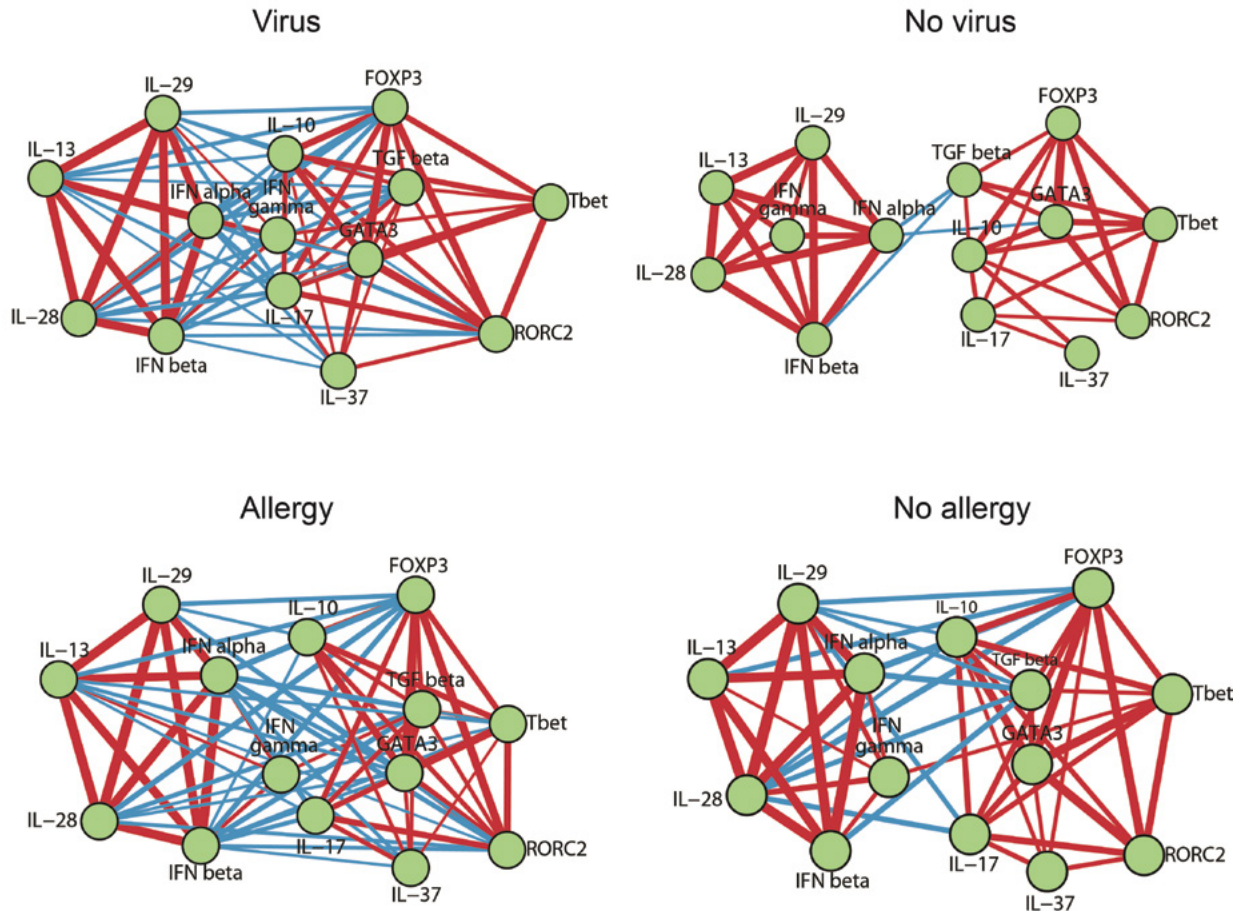 Virus
IL−29
FOXP3
IL−10
IL−13
TGF beta
IFN alpha
IFN
gamma
Tbet
GATA3
IL−28
IL−17
RORC2
IFN beta
IL−37
No virus
FOXP3
IL−29
TGF beta
IL−13
IFN
gamma
IFN alpha
GATA3
Tbet
IL−10
IL−28
IL−17
RORC2
IFN beta
IL−37
Allergy
FOXP3
IL−29
IL−10
IL−13
IFN alpha
TGF beta
Tbet
IFN
gamma
GATA3
IL−28
IL−17
RORC2
IFN beta
IL−37
No allergy
FOXP3
IL−29
IL−10
IL−13
IFN alpha
TGF beta
Tbet
IFN
gamma
GATA3
IL−28
IL−17
RORC2
IFN beta
IL−37